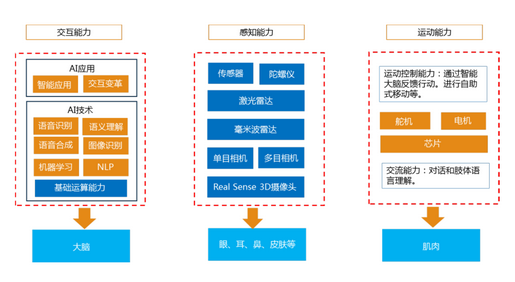 交互能力
AI应用
智能应用
交互变革
AI技术
语音识别
语义理解
语音合成
图像识别
机器学习
NLP
基础运算能力
大脑
感知能力
传感器
陀螺仪
激光雷达
毫米波雷达
单目相机
多目相机
Real Sense 3D摄像头
眼、耳、鼻、皮肤等
运动能力
运动控制能力：通过智能
大脑反馈行动。进行自助
式移动等。
舵机
电机
芯片
交流能力：对话和肢体语
言理解。
肌肉